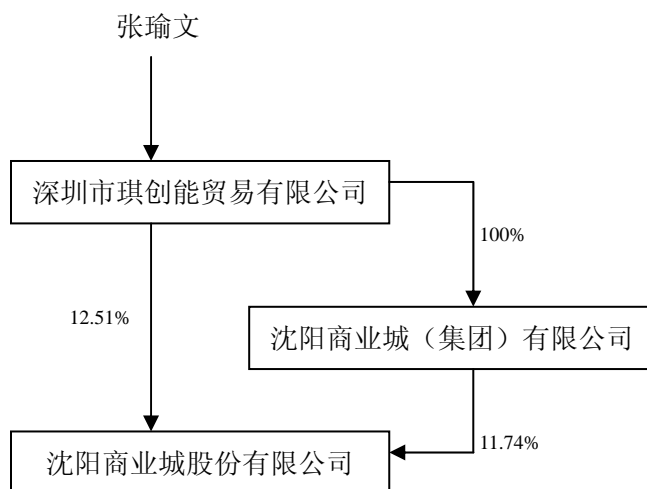 张瑜文
深圳市琪创能贸易有限公司
100%
12.51%
沈阳商业城（集团）有限公司
沈阳商业城股份有限公司
11.74%